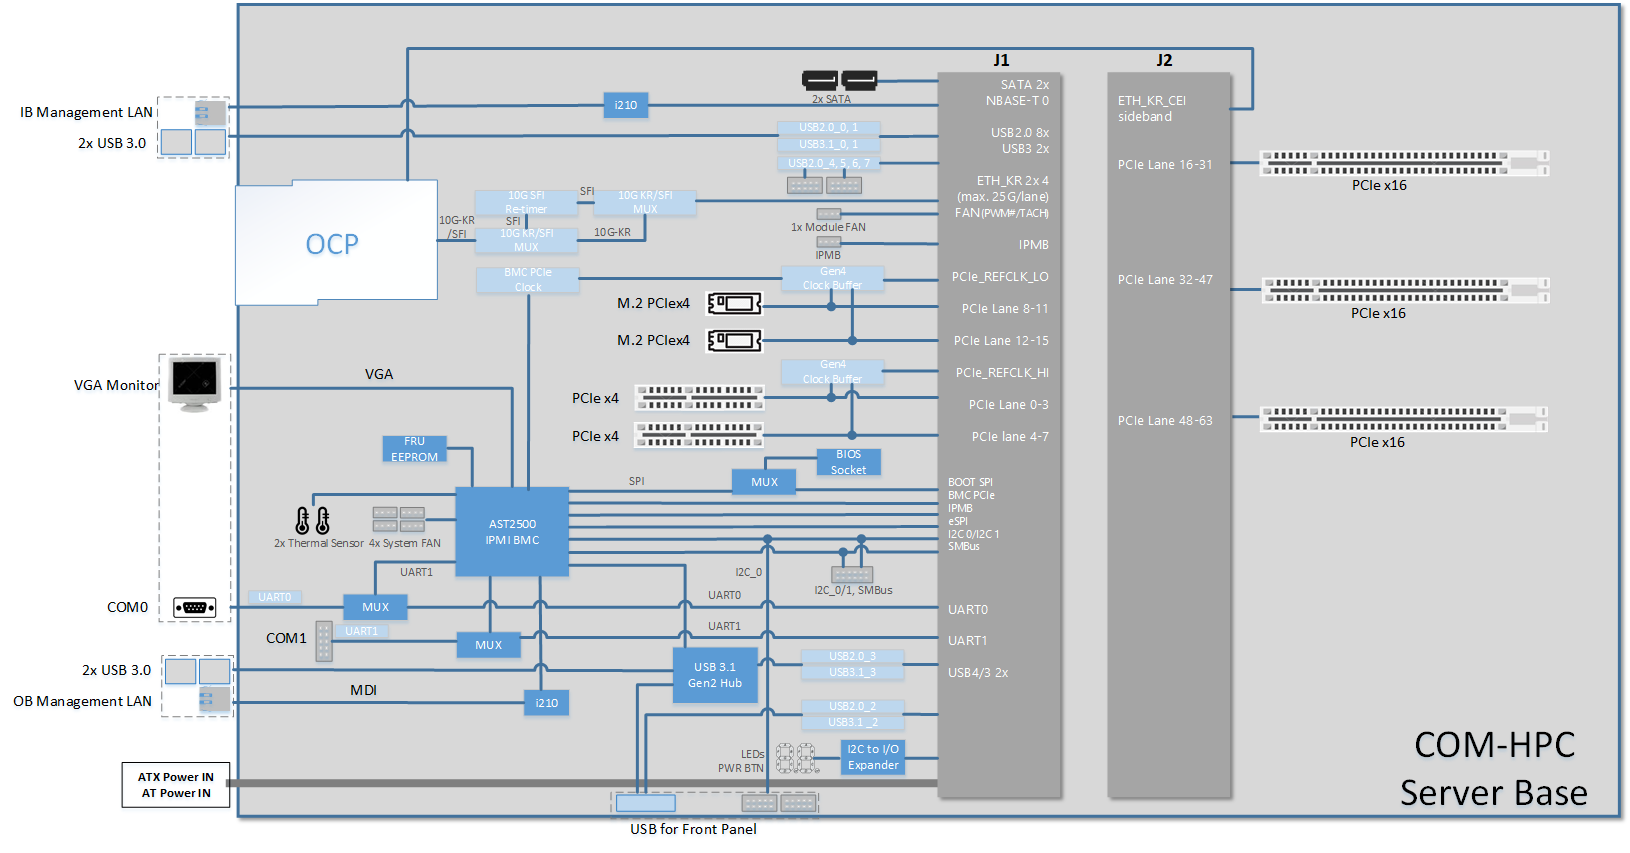 J1
J2
SATA 2x
NBASE-T 0
2x SATA
i210
IB Management LAN
2x USB 3.0
USB2.0_0, 1
USB3.1_0, 1
USB2.0_4, 5, 6, 7
USB2.0 8x
USB3 2x
ETH_KR_CEI
sideband
PCIe Lane 16-31
PCIe x16
ETH_KR 2x 4
(max. 25G/lane)
FAN(PWM#/TACH)
10G SFI
Re-timer
SFI
10G KR/SFI
MUX
10G-KR
/SFI
SFI
10G KR/SFI
MUX
10G-KR
OCP
1x Module FAN
IPMB
IPMB
BMC PCIe
Clock
Gen4
Clock Buffer
PCIe_REFCLK_LO
PCIe Lane 32-47
PCIe x16
M.2 PCIex4
PCIe Lane 8-11
M.2 PCIex4
PCIe Lane 12-15
VGA Monitor
VGA
Gen4
Clock Buffer
PCIe_REFCLK_HI
PCIe x4
PCIe Lane 0-3
PCIe x4
PCIe lane 4-7
PCIe Lane 48-63
PCIe x16
FRU
EEPROM
BIOS
Socket
MUX
SPI
BOOT SPI
BMC PCIe
IPMB
eSPI
I2C 0/I2C 1
SMBus
AST2500
IPMI BMC
2x Thermal Sensor
4x System FAN
UART1
I2C_0
I2C_0/1, SMBus
COM0
UART0
MUX
UART0
UART0
COM1
UART1
MUX
UART1
UART1
2x USB 3.0
USB 3.1
Gen2 Hub
USB2.0_3
USB3.1_3
USB4/3 2x
MDI
OB Management LAN
i210
USB2.0_2
USB3.1 _2
LEDs
PWR BTN
I2C to I/O
Expander
ATX Power IN
AT Power IN
USB for Front Panel
COM-HPC
Server Base